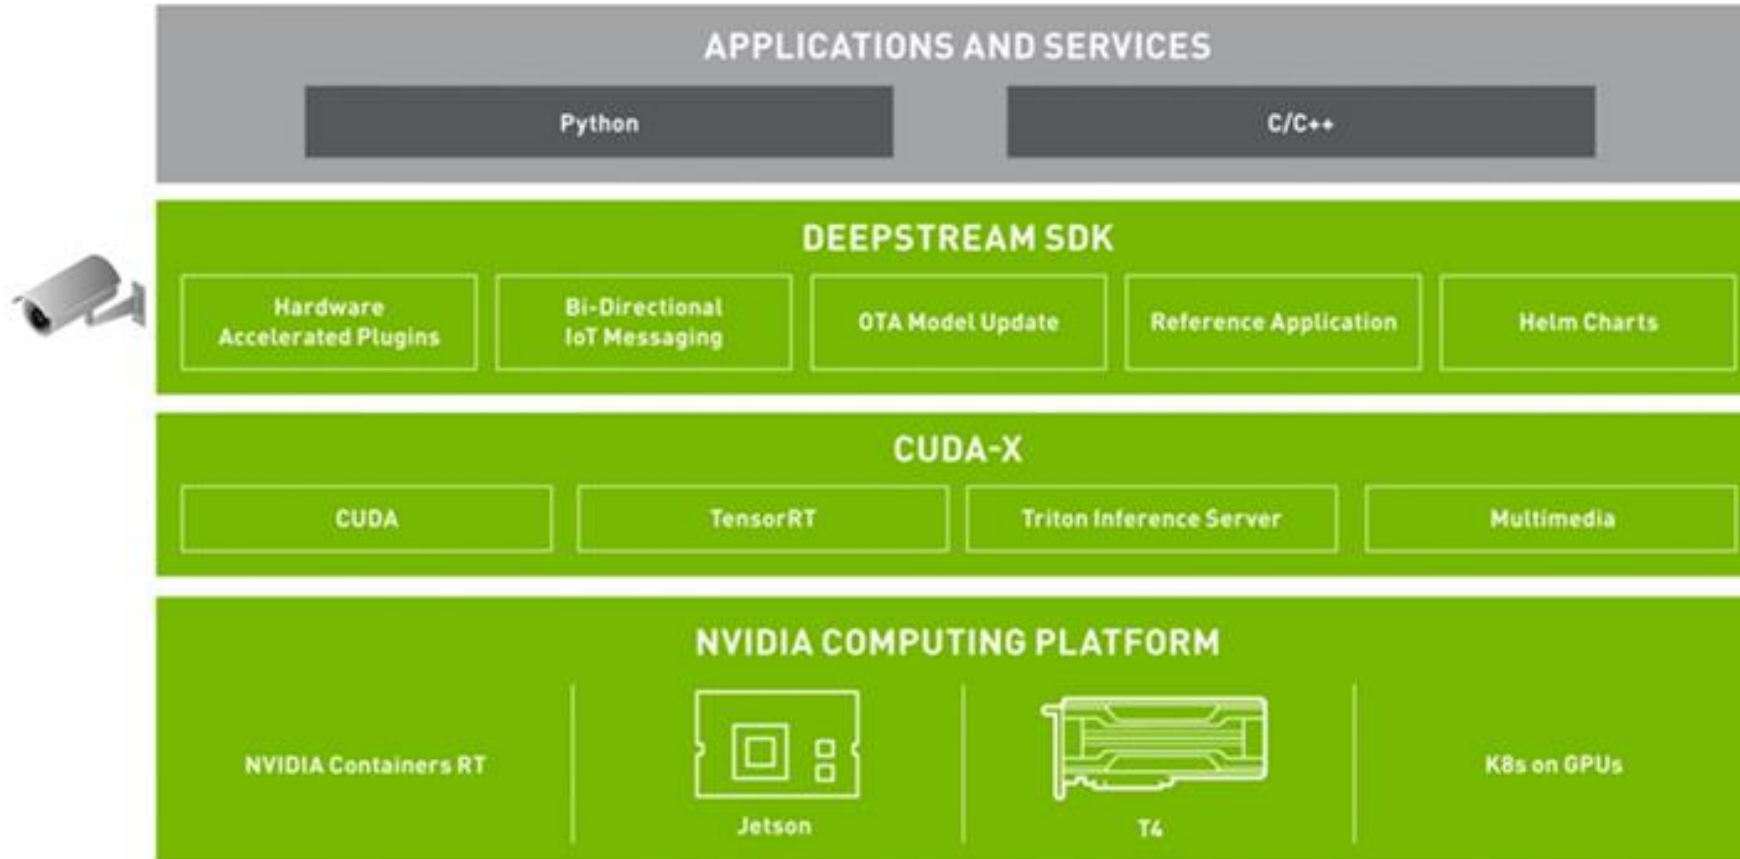 APPLICATIONS AND SERVICES
Python
C/C++
DEEPSTREAM SDK
Hardware
Accelerated Plugins
Bi-Directional
IoT Messaging
OTA Model Update
Reference Application
Helm Charts
CUDA-X
CUDA
TensorRT
Triton Inference Server
Multimedia
NVIDIA COMPUTING PLATFORM
NVIDIA Containers RT
Jetson
T4
K8s on GPUs